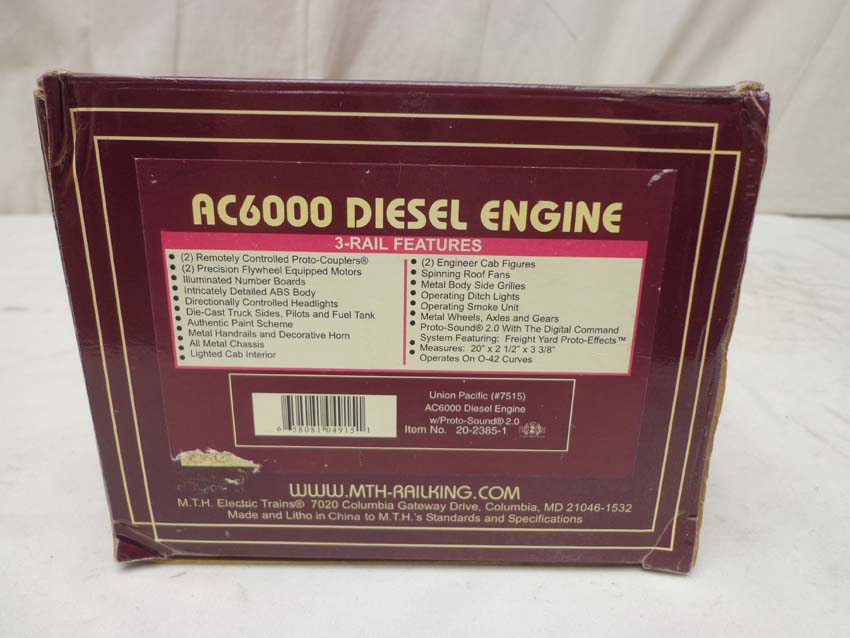 AC6000 DIESEL ENGINE
3-RAIL FEATURES
• (2) Remotely Controlled Proto-Couplers®
• (2) Precision Flywheel Equipped Motors
• Illuminated Number Boards
• Intricately Detailed ABS Body
• Directionally Controlled Headlights
• Die-Cast Truck Sides, Pilots and Fuel Tank
• Authentic Paint Scheme
• Metal Handrails and Decorative Horn
• All Metal Chassis
• Lighted Cab Interior
• (2) Engineer Cab Figures
• Spinning Roof Fans
• Metal Body Side Grilles
• Operating Ditch Lights
• Operating Smoke Unit
• Metal Wheels, Axles and Gears
• Proto-Sound® 2.0 With The Digital Command
System Featuring: Freight Yard Proto-Effects™
• Measures: 20" x 2 1/2" x 3 3/8"
• Operates On O-42 Curves
Union Pacific (#7515)
AC6000 Diesel Engine
w/Proto-Sound® 2.0
Item No. 20-2385-1
6 58081 04915 1
WWW.MTH-RAILKING.COM
M.T.H. Electric Trains® 7020 Columbia Gateway Drive, Columbia, MD 21046-1532
Made and Litho in China to M.T.H.'s Standards and Specifications